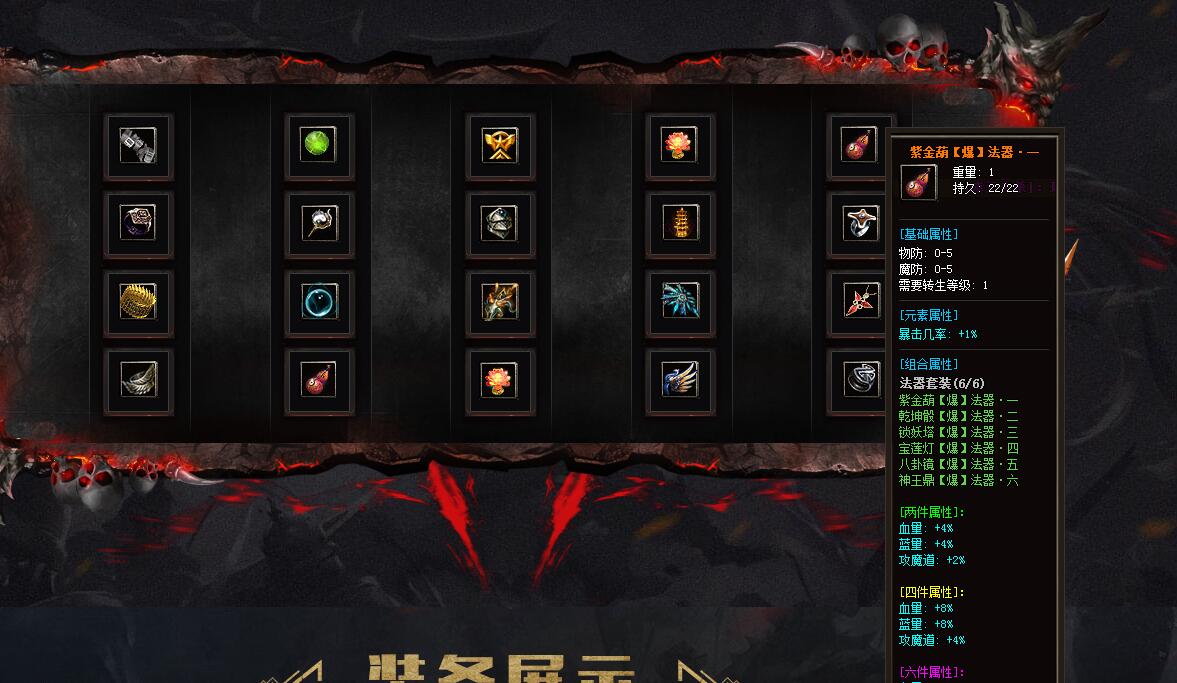 紫金葫【爆】法器·一
重量: 1
持久: 22/22
[基础属性]
物防: 0-5
魔防: 0-5
需要转生等级: 1
[元素属性]
暴击几率: +1%
[组合属性]
法器套装(6/6)
紫金葫【爆】法器·一
乾坤骰【爆】法器·二
锁妖塔【爆】法器·三
宝莲灯【爆】法器·四
八卦镜【爆】法器·五
神王鼎【爆】法器·六
[两件属性]:
血量: +4%
蓝量: +4%
攻魔道: +2%
[四件属性]:
血量: +8%
蓝量: +8%
攻魔道: +4%
[六件属性]:
装备展示